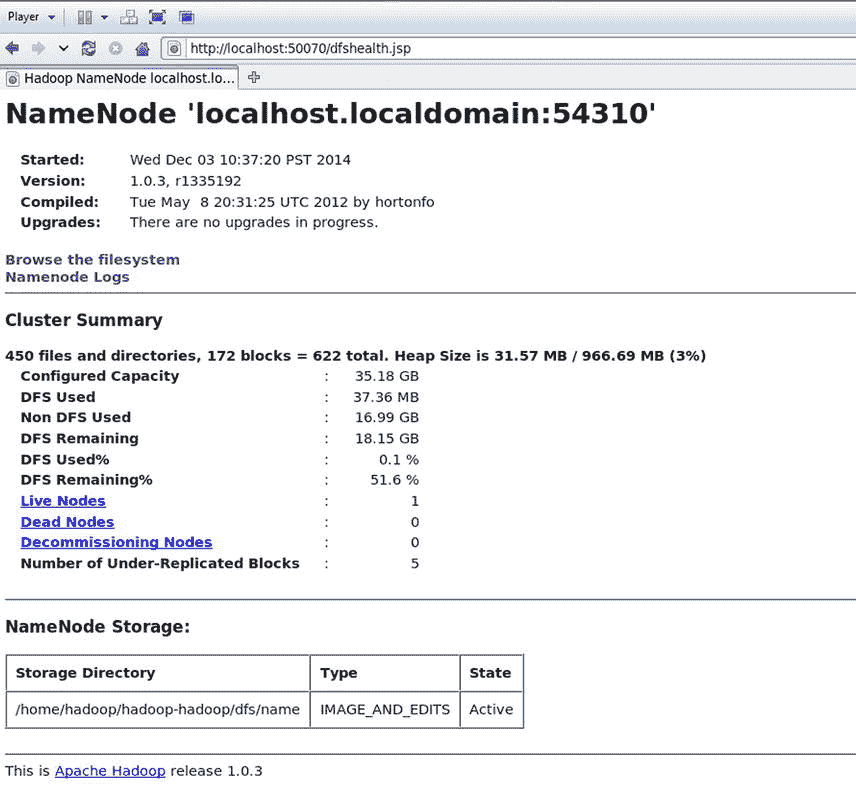 Player
http://localhost:50070/dfshealth.jsp
Hadoop NameNode localhost.lo...
NameNode 'localhost.localdomain:54310'
Started: Wed Dec 03 10:37:20 PST 2014
Version: 1.0.3, r1335192
Compiled: Tue May 8 20:31:25 UTC 2012 by hortonfo
Upgrades: There are no upgrades in progress.
Browse the filesystem
Namenode Logs
Cluster Summary
450 files and directories, 172 blocks = 622 total. Heap Size is 31.57 MB / 966.69 MB (3%)
Configured Capacity : 35.18 GB
DFS Used : 37.36 MB
Non DFS Used : 16.99 GB
DFS Remaining : 18.15 GB
DFS Used% : 0.1 %
DFS Remaining% : 51.6 %
Live Nodes : 1
Dead Nodes : 0
Decommissioning Nodes : 0
Number of Under-Replicated Blocks : 5
NameNode Storage:
Storage Directory Type State
/home/hadoop/hadoop-hadoop/dfs/name IMAGE_AND_EDITS Active
This is Apache Hadoop release 1.0.3